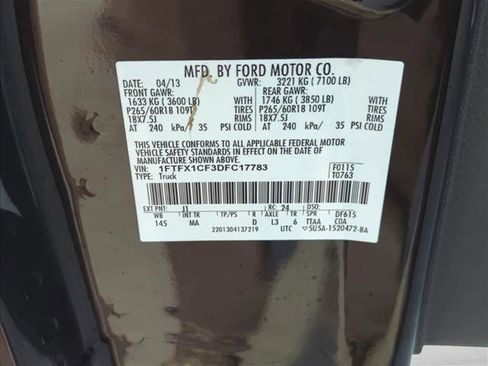 MFD. BY FORD MOTOR CO.
DATE: 04/13 GVWR: 3221 KG ( 7100 LB)
FRONT GAWR: REAR GAWR:
1633 KG ( 3600 LB) WITH 1746 KG ( 3850 LB) WITH
P265/60R18 109T TIRES P265/60R18 109T TIRES
18X7.5J RIMS 18X7.5J RIMS
AT 240 kPa/ 35 PSI COLD AT 240 kPa/ 35 PSI COLD
THIS VEHICLE CONFORMS TO ALL APPLICABLE FEDERAL MOTOR
VEHICLE SAFETY STANDARDS IN EFFECT ON THE DATE OF
MANUFACTURE SHOWN ABOVE.
VIN: 1FTFX1CF3DFC17783 F0115
TYPE: Truck T0763
EXT PNT: J1 RC: 24 DSO: DF615
WB INT TR TP/PS R AXLE TR SPR COA
145 MA D L3 6 TTAA
2201304137219 UTC SU5A-1520472-BA